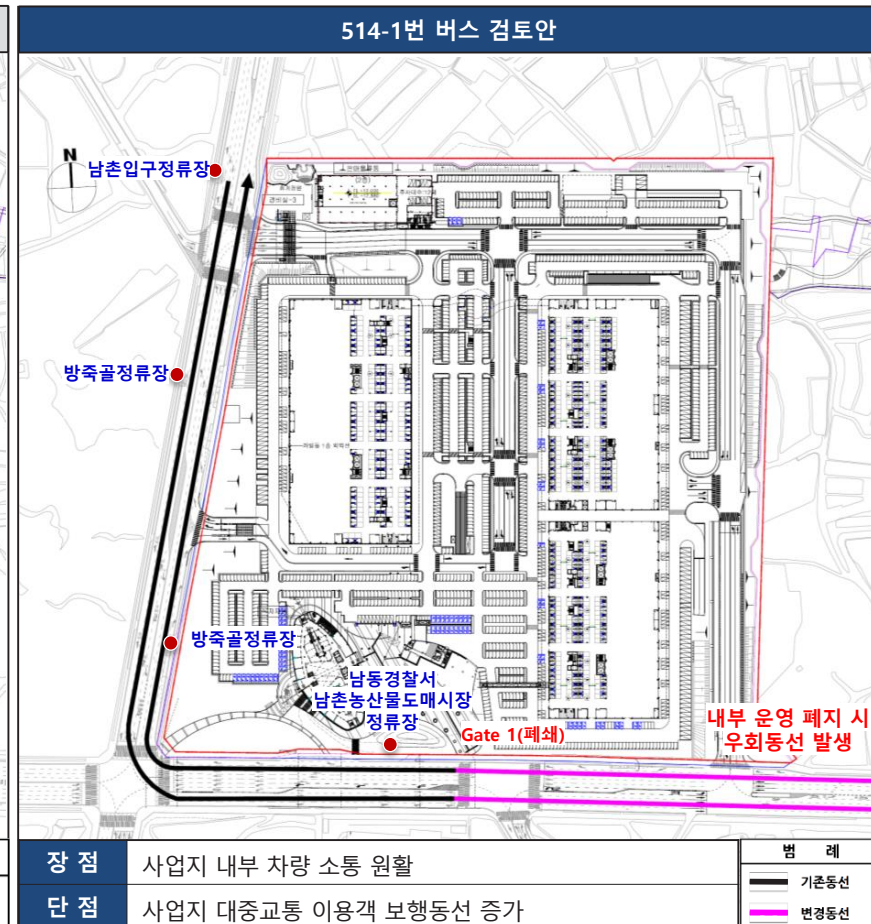 514-1번 버스 검토안
N
남촌입구정류장
경비실-3
방죽골정류장
방죽골정류장
남동경찰서
남촌농산물도매시장
정류장
Gate 1(폐쇄)
내부 운영 폐지 시
우회동선 발생
장 점
사업지 내부 차량 소통 원활
단 점
사업지 대중교통 이용객 보행동선 증가
범 례
기존동선
변경동선